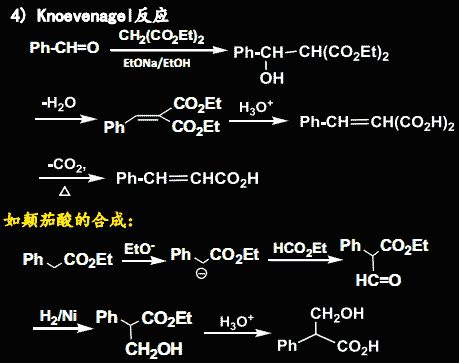 4) Knoevenagel反应
Ph-CH=O CH₂(CO₂Et)₂ EtONa/EtOH Ph-CH-CH(CO₂Et)₂
OH
-H₂O Ph CO₂Et CO₂Et H₃O⁺ Ph-CH=CH(CO₂H)₂
-CO₂, △ Ph-CH=CHCO₂H
如颠茄酸的合成：
Ph CO₂Et EtO⁻ Ph CO₂Et ⊖ HCO₂Et Ph CO₂Et HC=O
H₂/Ni Ph CO₂Et CH₂OH H₃O⁺ Ph CH₂OH CO₂H